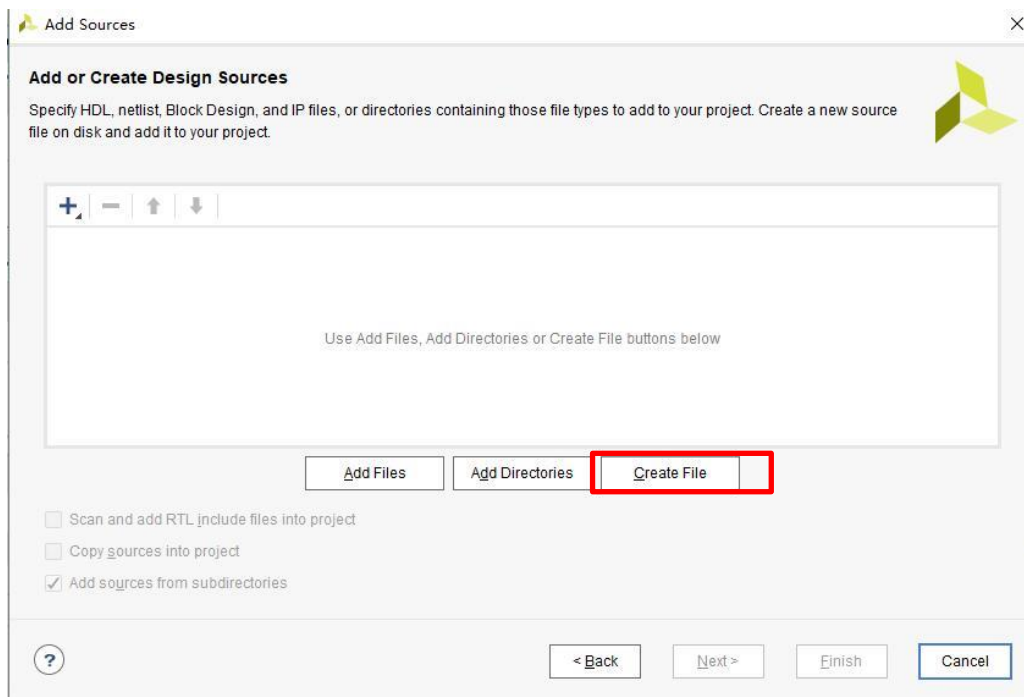 Add Sources
Add or Create Design Sources
Specify HDL, netlist, Block Design, and IP files, or directories containing those file types to add to your project. Create a new source
file on disk and add it to your project.
Use Add Files, Add Directories or Create File buttons below
Add Files
Add Directories
Create File
Scan and add RTL include files into project
Copy sources into project
Add sources from subdirectories
?
< Back
Next >
Finish
Cancel